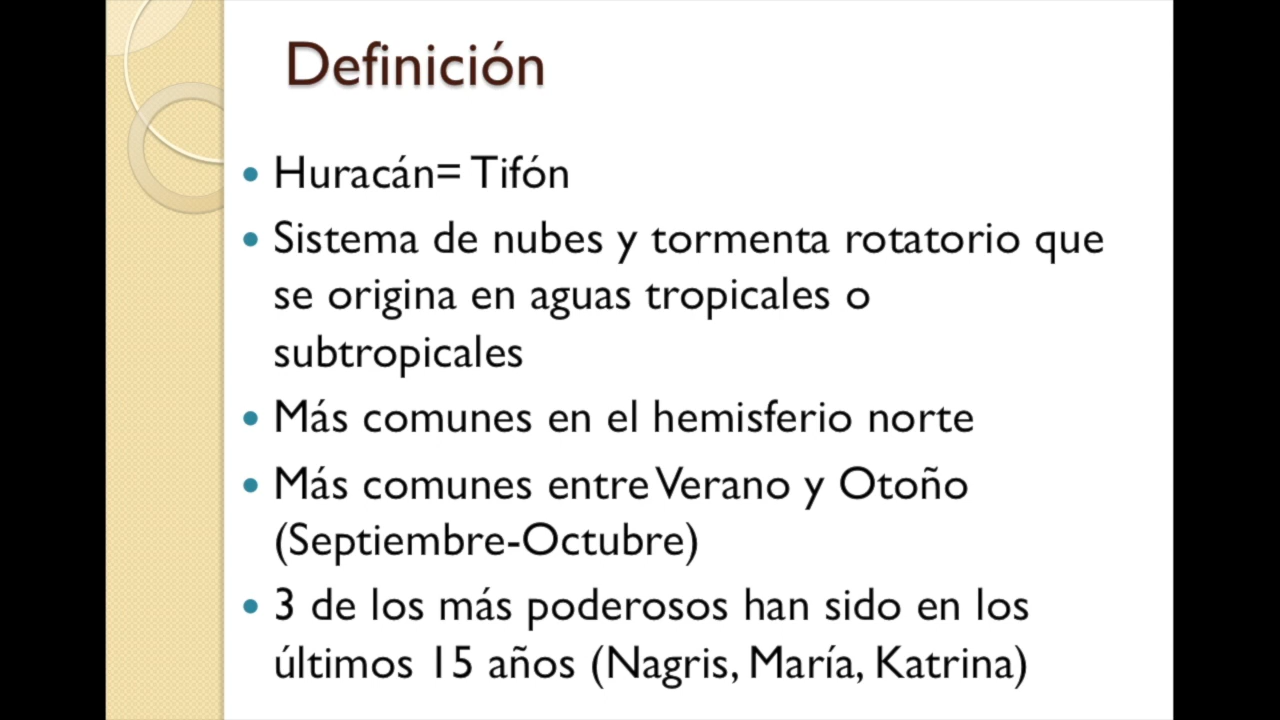 Definición
• Huracán= Tifón
• Sistema de nubes y tormenta rotatorio que
se origina en aguas tropicales o
subtropicales
• Más comunes en el hemisferio norte
• Más comunes entre Verano y Otoño
(Septiembre-Octubre)
• 3 de los más poderosos han sido en los
últimos 15 años (Nagris, María, Katrina)